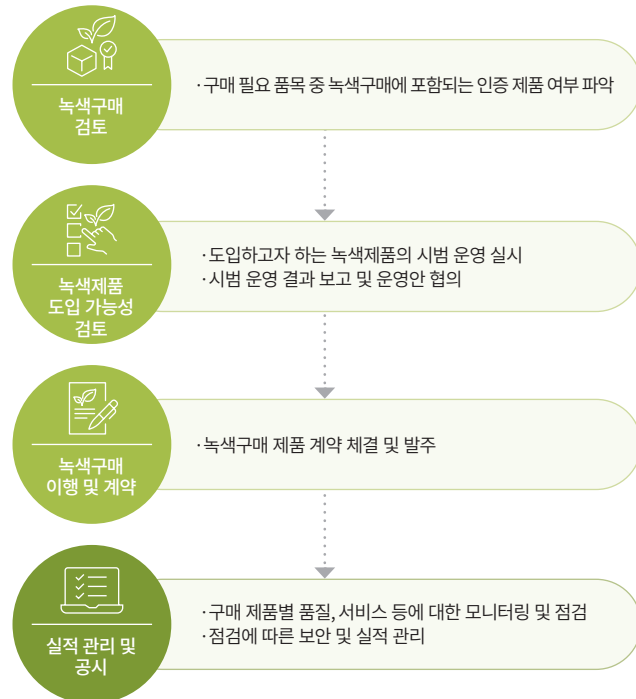 녹색구매
검토
·구매 필요 품목 중 녹색구매에 포함되는 인증 제품 여부 파악
녹색제품
도입 가능성
검토
·도입하고자 하는 녹색제품의 시범 운영 실시
·시범 운영 결과 보고 및 운영안 협의
녹색구매
이행 및 계약
·녹색구매 제품 계약 체결 및 발주
실적 관리 및
공시
·구매 제품별 품질, 서비스 등에 대한 모니터링 및 점검
·점검에 따른 보안 및 실적 관리